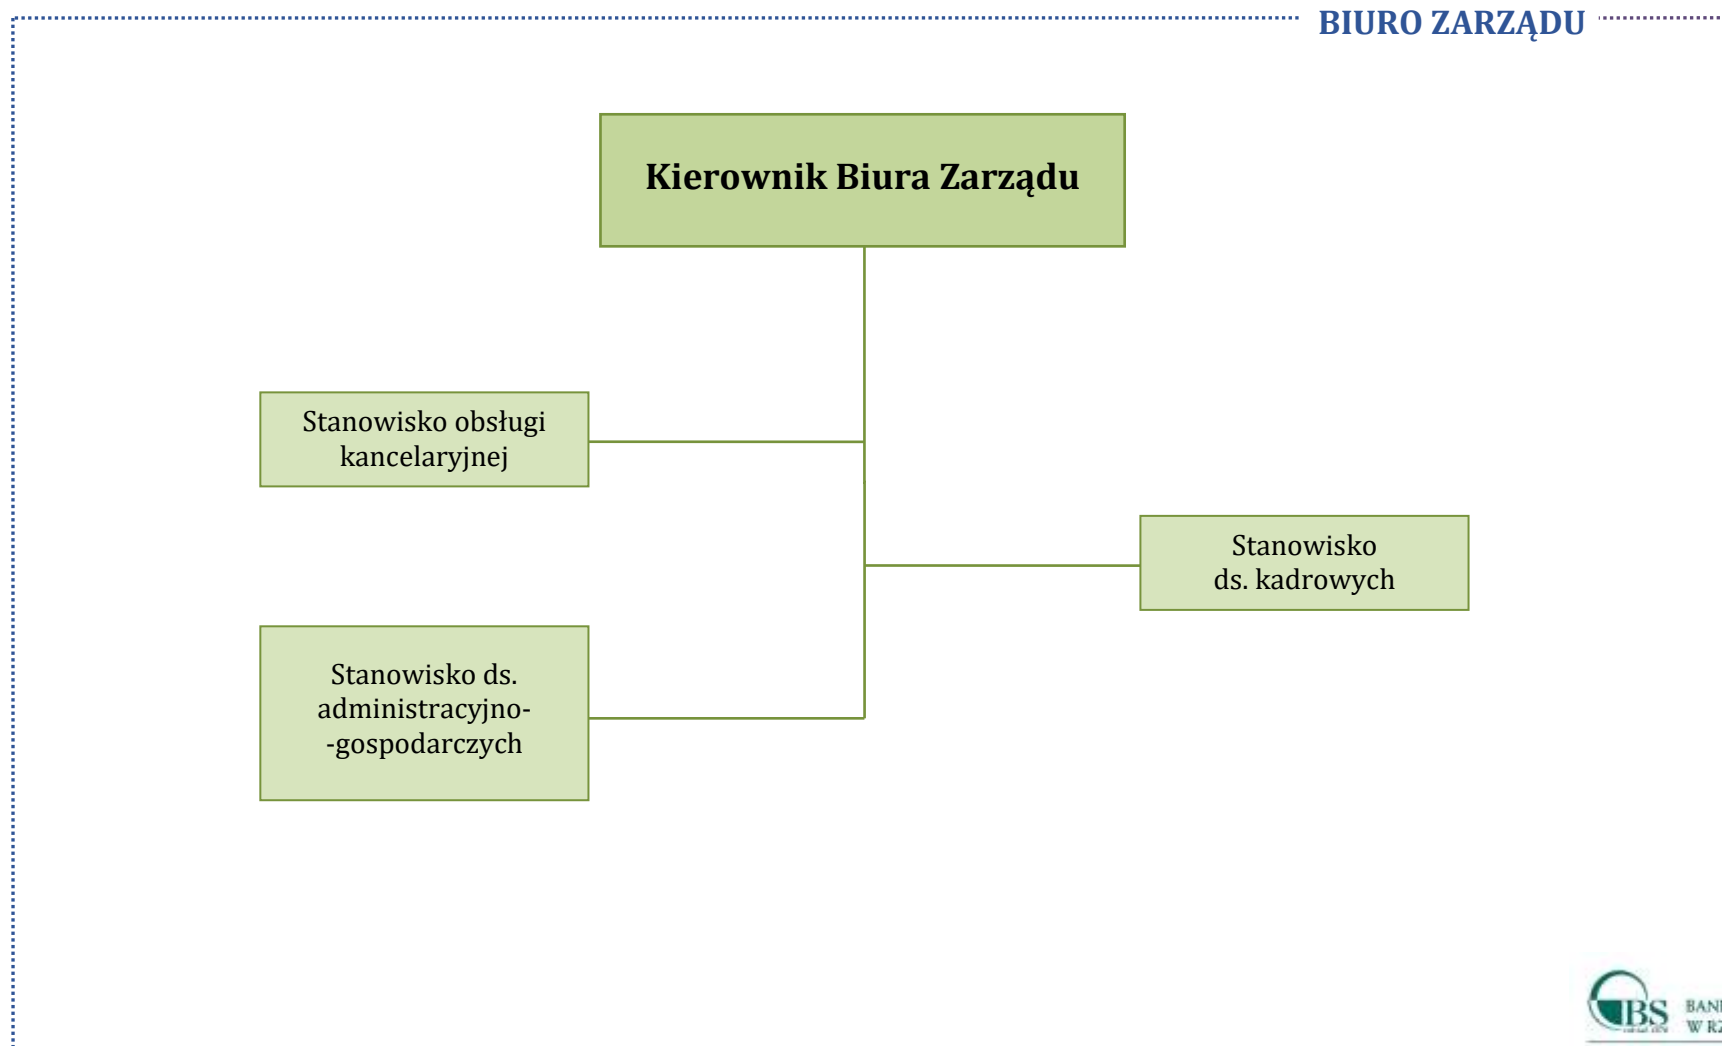 BIURO ZARZĄDU
Kierownik Biura Zarządu
Stanowisko obsługi
kancelaryjnej
Stanowisko
ds. kadrowych
Stanowisko ds.
administracyjno-
-gospodarczych
BS
W